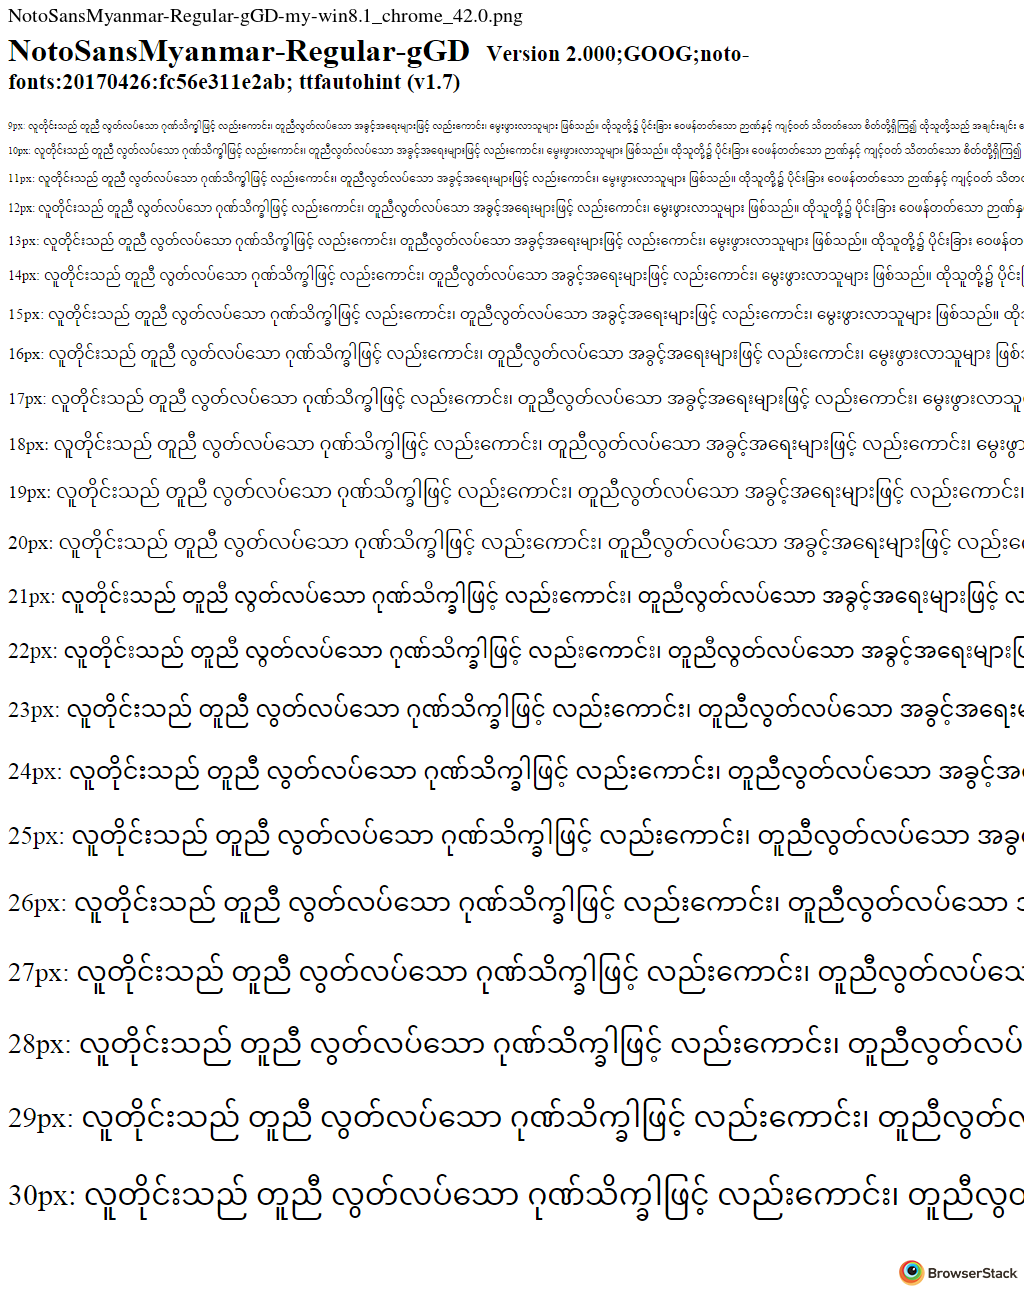 NotoSansMyanmar-Regular-gGD-my-win8.1_chrome_42.0.png
NotoSansMyanmar-Regular-gGD Version 2.000;GOOG;noto-
fonts:20170426:fc56e311e2ab; ttfautohint (v1.7)
9px: လူတိုင်းသည် တူညီ လွတ်လပ်သော ဂုဏ်သိက္ခါဖြင့် လည်းကောင်း၊ တူညီလွတ်လပ်သော အခွင့်အရေးများဖြင့် လည်းကောင်း၊ မွေးဖွားလာသူများ ဖြစ်သည်။ ထိုသူတို့၌ ပိုင်းခြား ဝေဖန်တတ်သော ဉာဏ်နှင့် ကျင့်ဝတ် သိတတ်သော စိတ်တို့ရှိကြ၍ ထိုသူတို့သည် အချင်းချင်း
10px: လူတိုင်းသည် တူညီ လွတ်လပ်သော ဂုဏ်သိက္ခါဖြင့် လည်းကောင်း၊ တူညီလွတ်လပ်သော အခွင့်အရေးများဖြင့် လည်းကောင်း၊ မွေးဖွားလာသူများ ဖြစ်သည်။ ထိုသူတို့၌ ပိုင်းခြား ဝေဖန်တတ်သော ဉာဏ်နှင့် ကျင့်ဝတ် သိတတ်သော စိတ်တို့ရှိကြ၍
11px: လူတိုင်းသည် တူညီ လွတ်လပ်သော ဂုဏ်သိက္ခါဖြင့် လည်းကောင်း၊ တူညီလွတ်လပ်သော အခွင့်အရေးများဖြင့် လည်းကောင်း၊ မွေးဖွားလာသူများ ဖြစ်သည်။ ထိုသူတို့၌ ပိုင်းခြား ဝေဖန်တတ်သော ဉာဏ်နှင့် ကျင့်ဝတ်
12px: လူတိုင်းသည် တူညီ လွတ်လပ်သော ဂုဏ်သိက္ခါဖြင့် လည်းကောင်း၊ တူညီလွတ်လပ်သော အခွင့်အရေးများဖြင့် လည်းကောင်း၊ မွေးဖွားလာသူများ ဖြစ်သည်။ ထိုသူတို့၌ ပိုင်းခြား ဝေဖန်တတ်သော
13px: လူတိုင်းသည် တူညီ လွတ်လပ်သော ဂုဏ်သိက္ခါဖြင့် လည်းကောင်း၊ တူညီလွတ်လပ်သော အခွင့်အရေးများဖြင့် လည်းကောင်း၊ မွေးဖွားလာသူများ ဖြစ်သည်။ ထိုသူတို့၌ ပိုင်းခြား
14px: လူတိုင်းသည် တူညီ လွတ်လပ်သော ဂုဏ်သိက္ခါဖြင့် လည်းကောင်း၊ တူညီလွတ်လပ်သော အခွင့်အရေးများဖြင့် လည်းကောင်း၊ မွေးဖွားလာသူများ ဖြစ်သည်။ ထိုသူတို့၌
15px: လူတိုင်းသည် တူညီ လွတ်လပ်သော ဂုဏ်သိက္ခါဖြင့် လည်းကောင်း၊ တူညီလွတ်လပ်သော အခွင့်အရေးများဖြင့် လည်းကောင်း၊ မွေးဖွားလာသူများ ဖြစ်သည်။
16px: လူတိုင်းသည် တူညီ လွတ်လပ်သော ဂုဏ်သိက္ခါဖြင့် လည်းကောင်း၊ တူညီလွတ်လပ်သော အခွင့်အရေးများဖြင့် လည်းကောင်း၊ မွေးဖွားလာသူများ
17px: လူတိုင်းသည် တူညီ လွတ်လပ်သော ဂုဏ်သိက္ခါဖြင့် လည်းကောင်း၊ တူညီလွတ်လပ်သော အခွင့်အရေးများဖြင့် လည်းကောင်း၊ မွေးဖွားလာသူ
18px: လူတိုင်းသည် တူညီ လွတ်လပ်သော ဂုဏ်သိက္ခါဖြင့် လည်းကောင်း၊ တူညီလွတ်လပ်သော အခွင့်အရေးများဖြင့် လည်းကောင်း၊ မွေးဖွာ
19px: လူတိုင်းသည် တူညီ လွတ်လပ်သော ဂုဏ်သိက္ခါဖြင့် လည်းကောင်း၊ တူညီလွတ်လပ်သော အခွင့်အရေးများဖြင့် လည်းကောင်း၊
20px: လူတိုင်းသည် တူညီ လွတ်လပ်သော ဂုဏ်သိက္ခါဖြင့် လည်းကောင်း၊ တူညီလွတ်လပ်သော အခွင့်အရေးများဖြင့် လည်း
21px: လူတိုင်းသည် တူညီ လွတ်လပ်သော ဂုဏ်သိက္ခါဖြင့် လည်းကောင်း၊ တူညီလွတ်လပ်သော အခွင့်အရေးများဖြင့်
22px: လူတိုင်းသည် တူညီ လွတ်လပ်သော ဂုဏ်သိက္ခါဖြင့် လည်းကောင်း၊ တူညီလွတ်လပ်သော အခွင့်အရေးများ
23px: လူတိုင်းသည် တူညီ လွတ်လပ်သော ဂုဏ်သိက္ခါဖြင့် လည်းကောင်း၊ တူညီလွတ်လပ်သော အခွင့်အရေး
24px: လူတိုင်းသည် တူညီ လွတ်လပ်သော ဂုဏ်သိက္ခါဖြင့် လည်းကောင်း၊ တူညီလွတ်လပ်သော အခွင့်အ
25px: လူတိုင်းသည် တူညီ လွတ်လပ်သော ဂုဏ်သိက္ခါဖြင့် လည်းကောင်း၊ တူညီလွတ်လပ်သော အခွ
26px: လူတိုင်းသည် တူညီ လွတ်လပ်သော ဂုဏ်သိက္ခါဖြင့် လည်းကောင်း၊ တူညီလွတ်လပ်သော
27px: လူတိုင်းသည် တူညီ လွတ်လပ်သော ဂုဏ်သိက္ခါဖြင့် လည်းကောင်း၊ တူညီလွတ်လပ်သေ
28px: လူတိုင်းသည် တူညီ လွတ်လပ်သော ဂုဏ်သိက္ခါဖြင့် လည်းကောင်း၊ တူညီလွတ်လပ်
29px: လူတိုင်းသည် တူညီ လွတ်လပ်သော ဂုဏ်သိက္ခါဖြင့် လည်းကောင်း၊ တူညီလွတ်
30px: လူတိုင်းသည် တူညီ လွတ်လပ်သော ဂုဏ်သိက္ခါဖြင့် လည်းကောင်း၊ တူညီလွ
BrowserStack